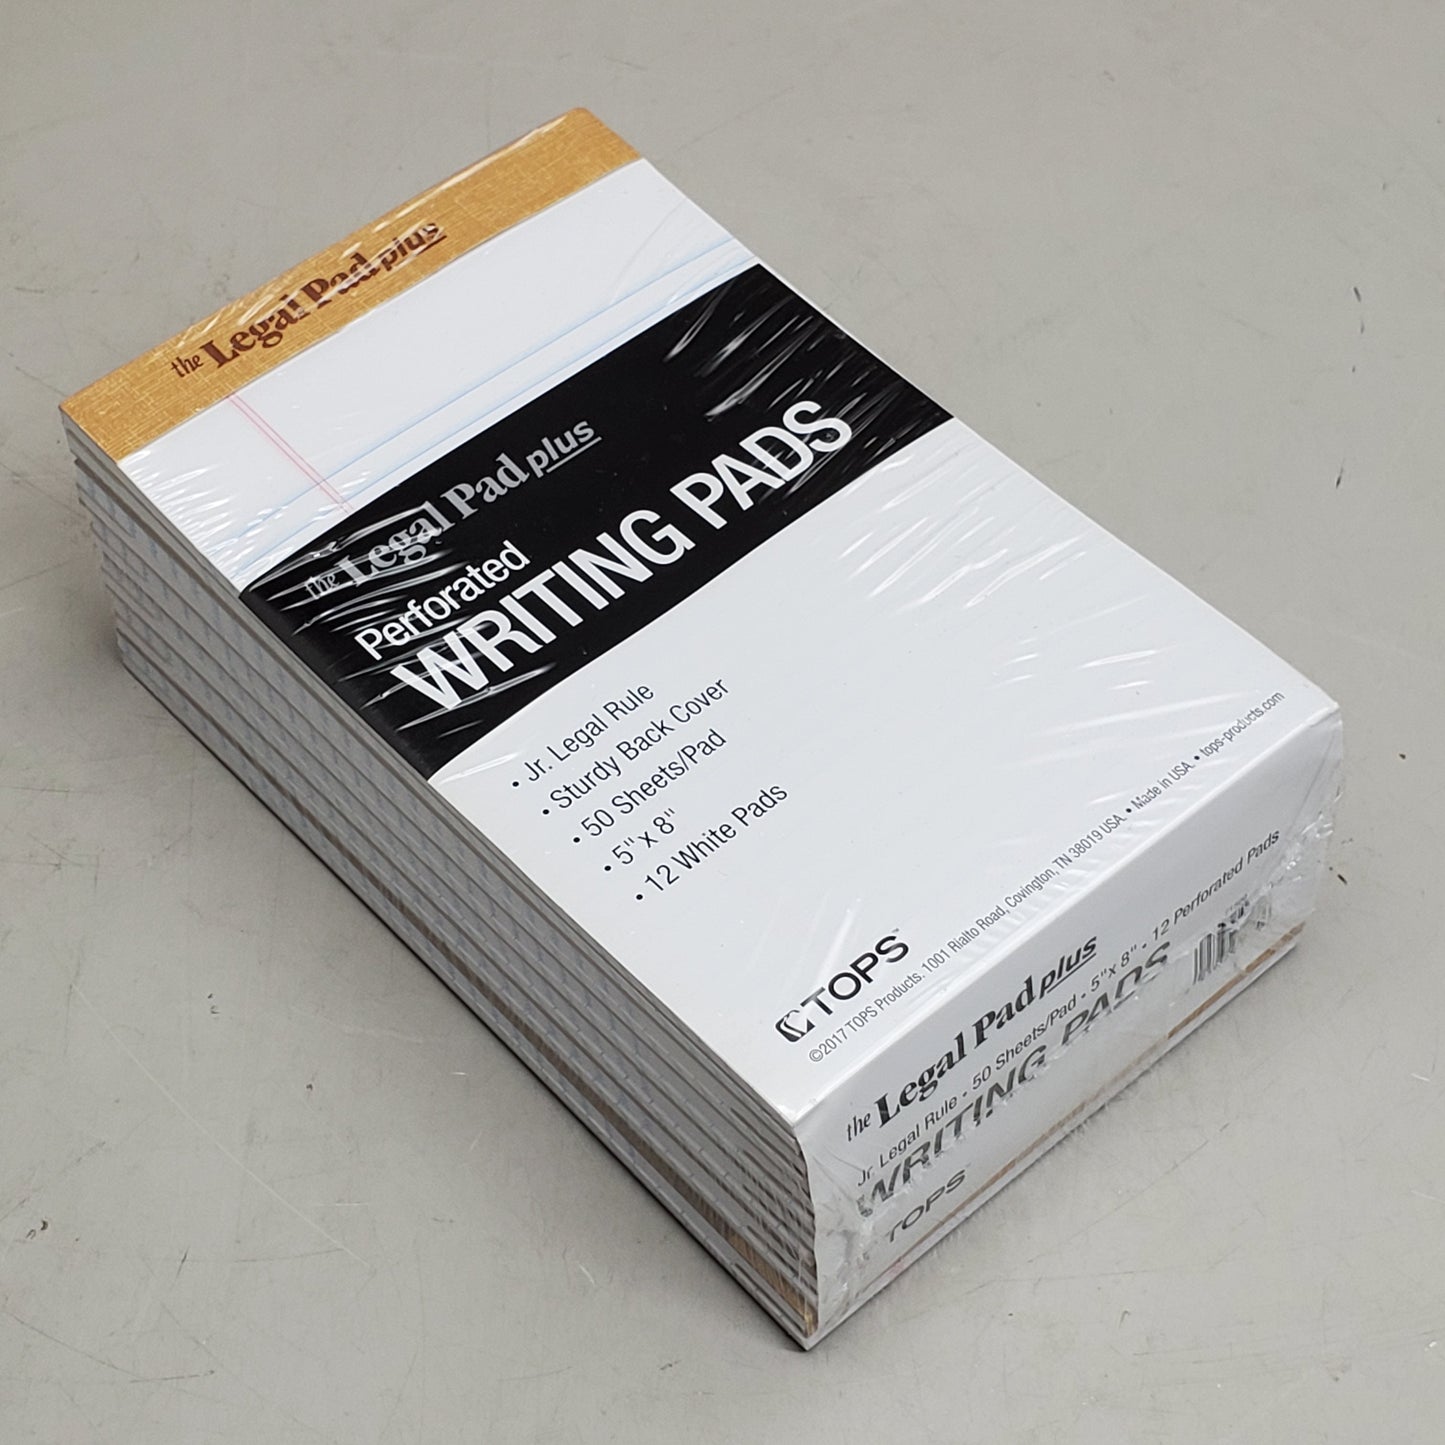 the Legal Pad plus
the Legal Pad plus
Perforated
WRITING PADS
• Jr. Legal Rule
• Sturdy Back Cover
• 50 Sheets/Pad
• 5" x 8"
• 12 White Pads
TOPS™
©2017 TOPS Products. 1001 Rialto Road, Covington, TN 38019 USA. • Made in USA. • tops-products.com
the Legal Pad plus
Jr. Legal Rule • 50 Sheets/Pad • 5"x 8" • 12 Perforated Pads
WRITING PADS
TOPS